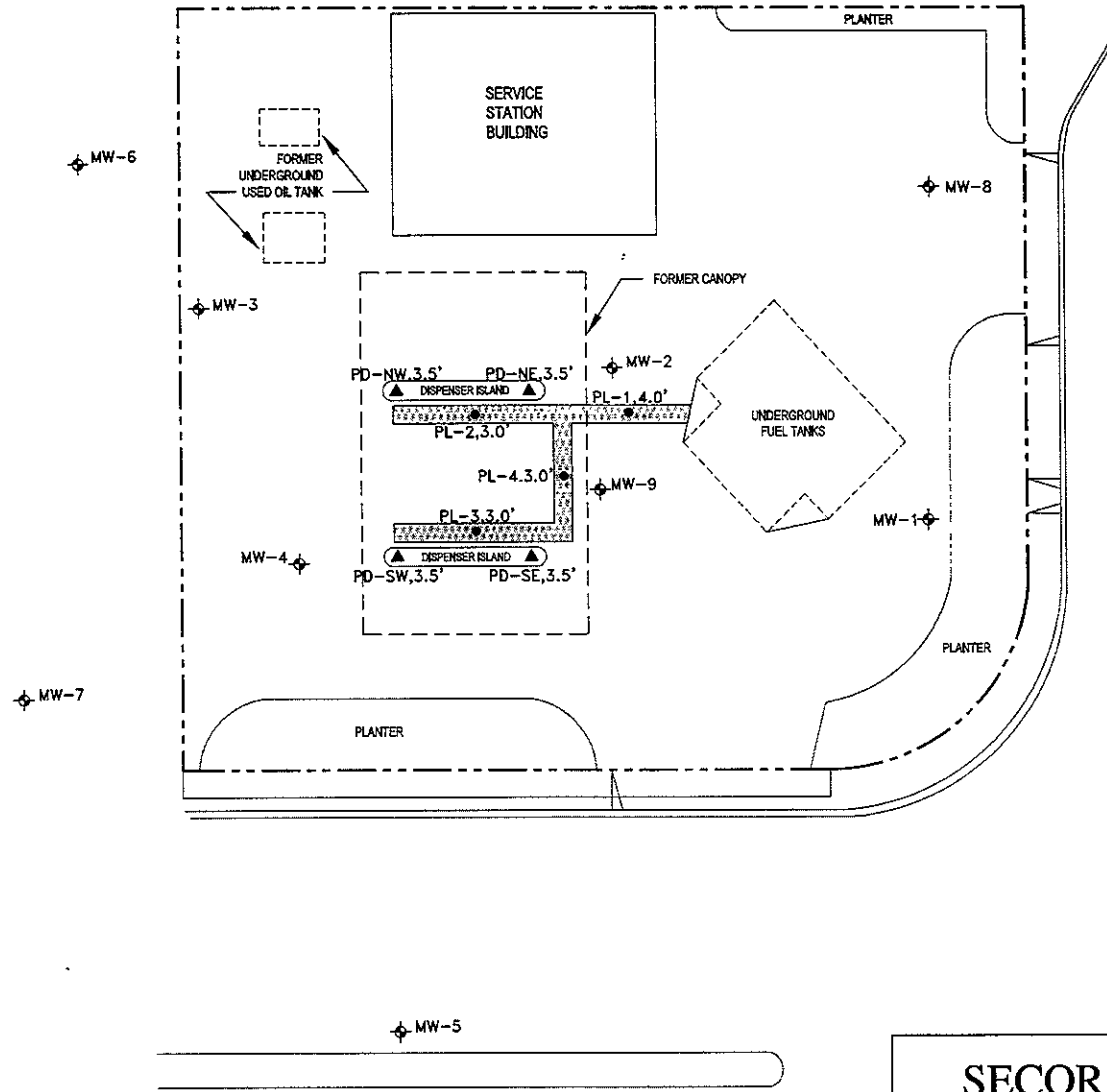 PLANTER
SERVICE
STATION
BUILDING
FORMER
UNDERGROUND
USED OIL TANK
MW-6
MW-8
FORMER CANOPY
MW-3
MW-2
PD-NW,3.5' PD-NE,3.5'
DISPENSER ISLAND
PL-1,4.0'
UNDERGROUND
FUEL TANKS
PL-2,3.0'
PL-4.3.0'
MW-9
PL-3,3.0'
MW-1
MW-4
DISPENSER ISLAND
PD-SW,3.5' PD-SE,3.5'
PLANTER
MW-7
PLANTER
MW-5
SECOR